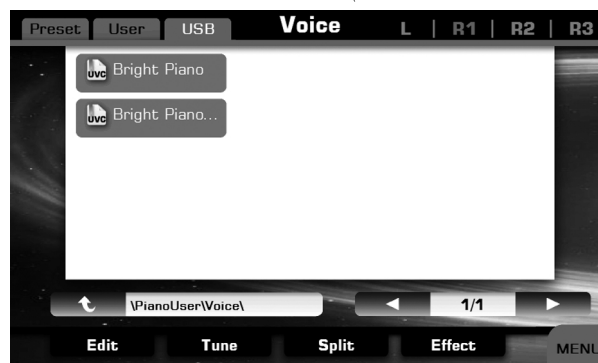 Preset User USB Voice L | R1 | R2 | R3
UVC Bright Piano
UVC Bright Piano...
\PianoUser\Voice\ 1/1
Edit Tune Split Effect MENU